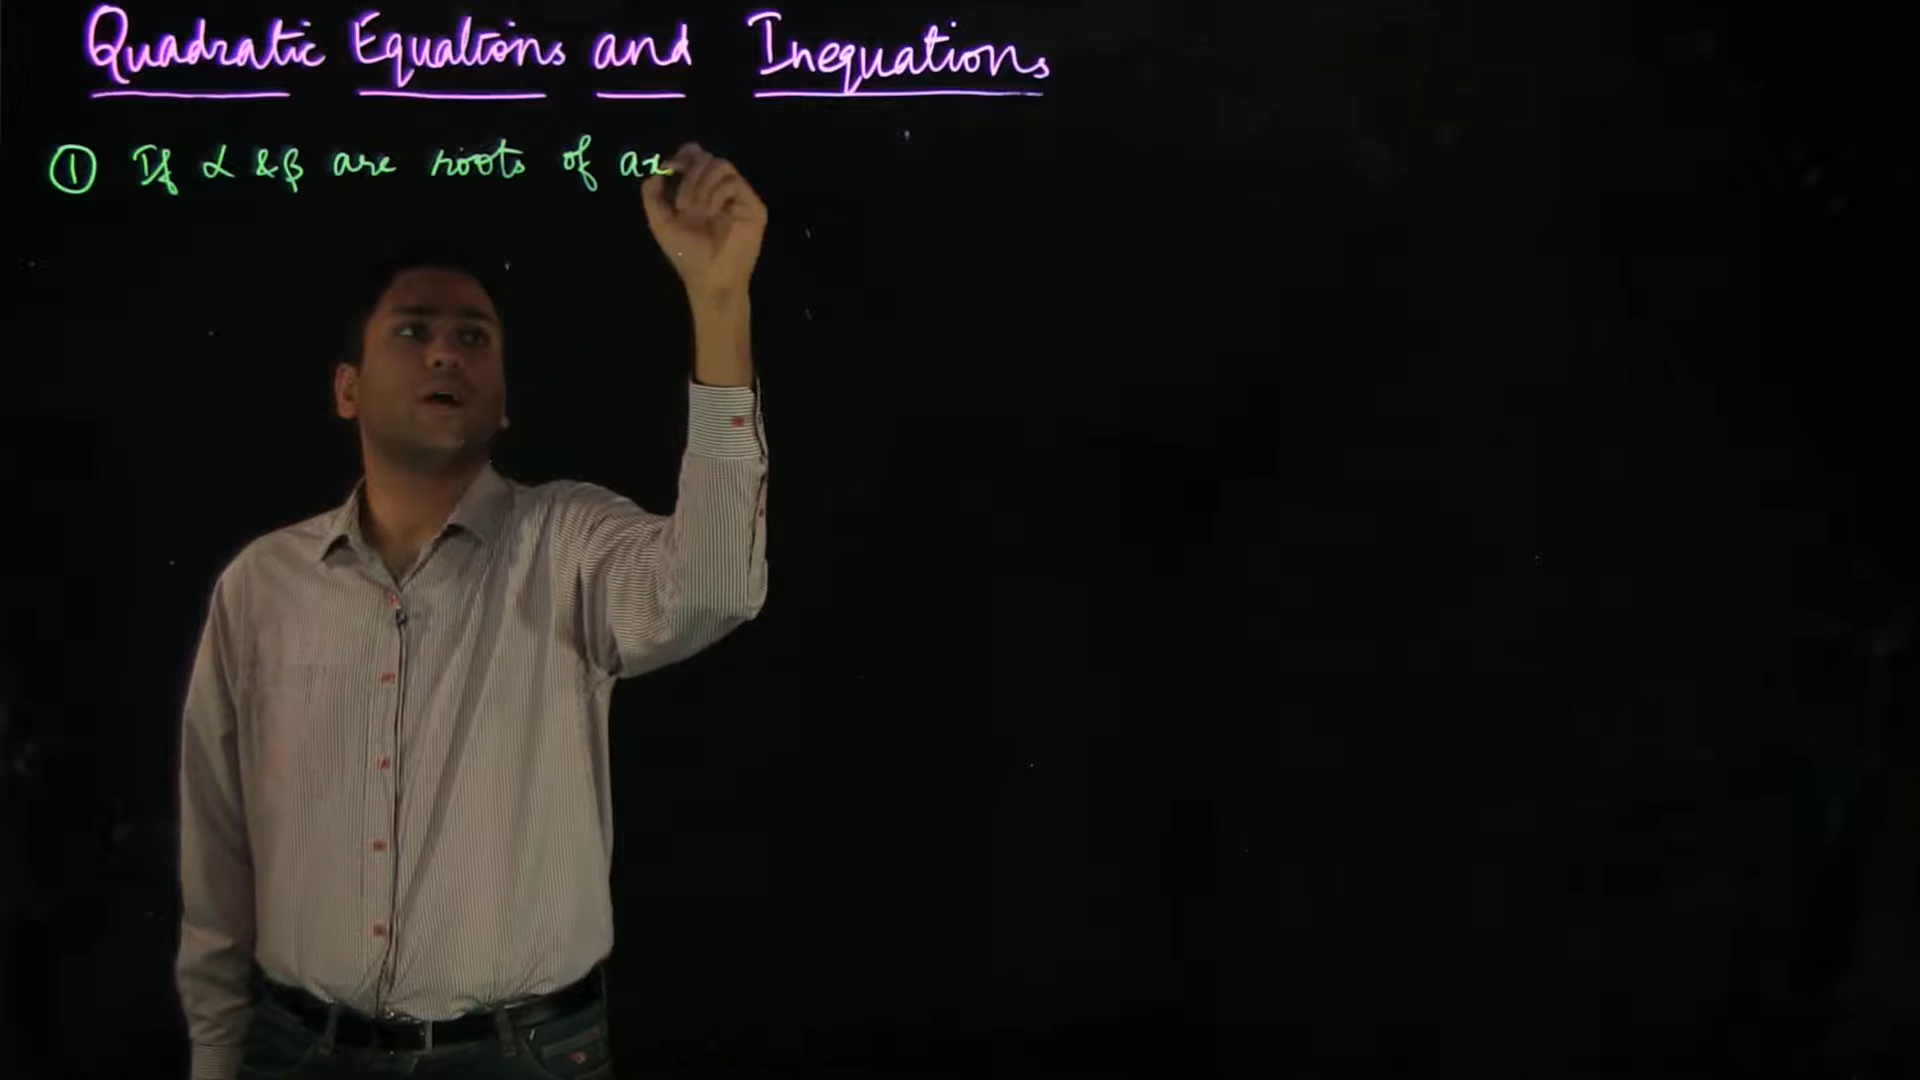 Quadratic Equations and Inequations
① If α & β are roots of ax